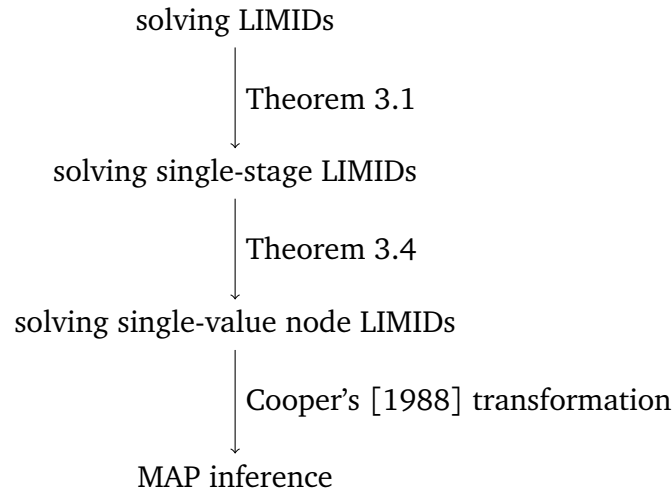 solving LIMIDs
Theorem 3.1
solving single-stage LIMIDs
Theorem 3.4
solving single-value node LIMIDs
Cooper's [1988] transformation
MAP inference